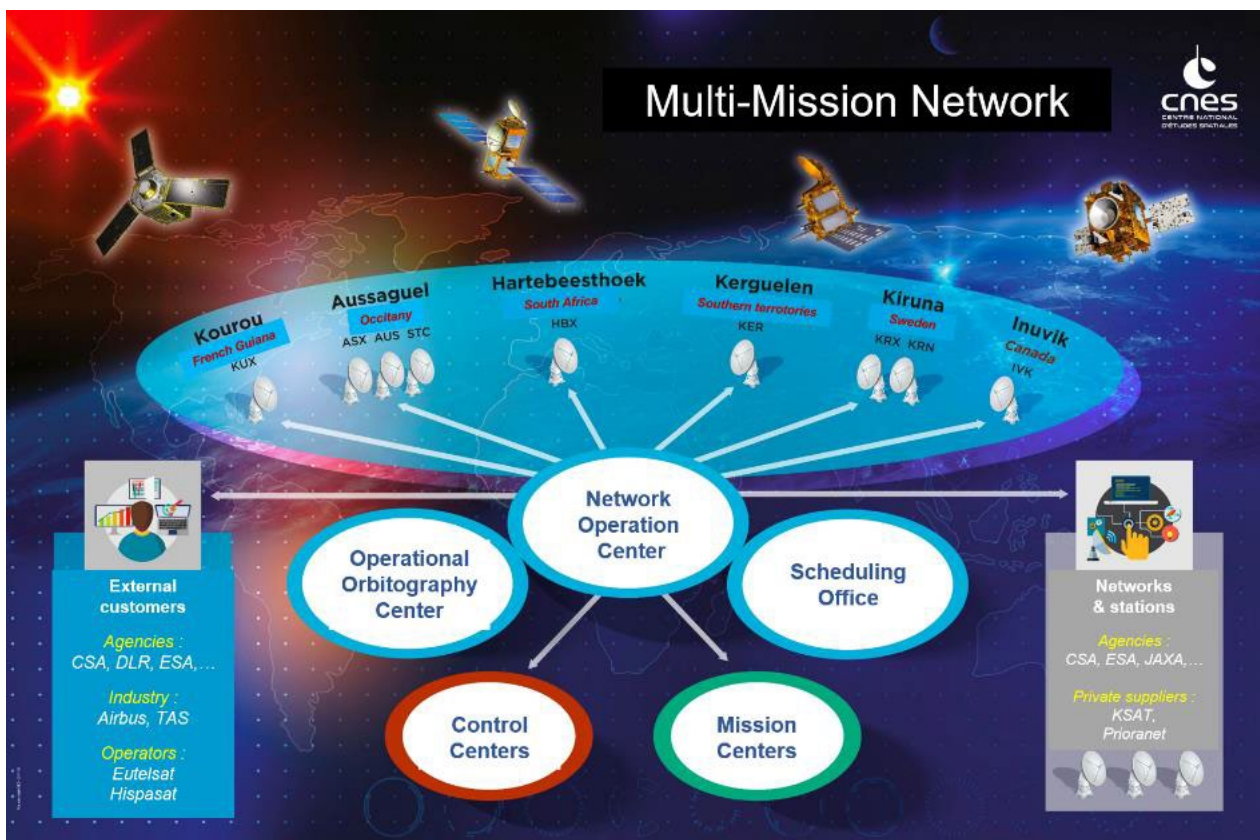 Multi-Mission Network
cnes
CENTRE NATIONAL
D'ÉTUDES SPATIALES
Kourou
French Guiana
KUX
Aussaguel
Occitany
ASX AUS STC
Hartebeesthoek
South Africa
HBX
Kerguelen
Southern ferrotories
KER
Kiruna
Sweden
KRX KRN
Inuvik
Canada
IVK
Network
Operation
Center
Operational
Orbitography
Center
Scheduling
Office
Control
Centers
Mission
Centers
External
customers
Agencies :
CSA, DLR, ESA,...
Industry :
Airbus, TAS
Operators :
Eutelsat
Hispasat
Networks
& stations
Agencies :
CSA, ESA, JAXA,...
Private suppliers :
KSAT,
Prioranet